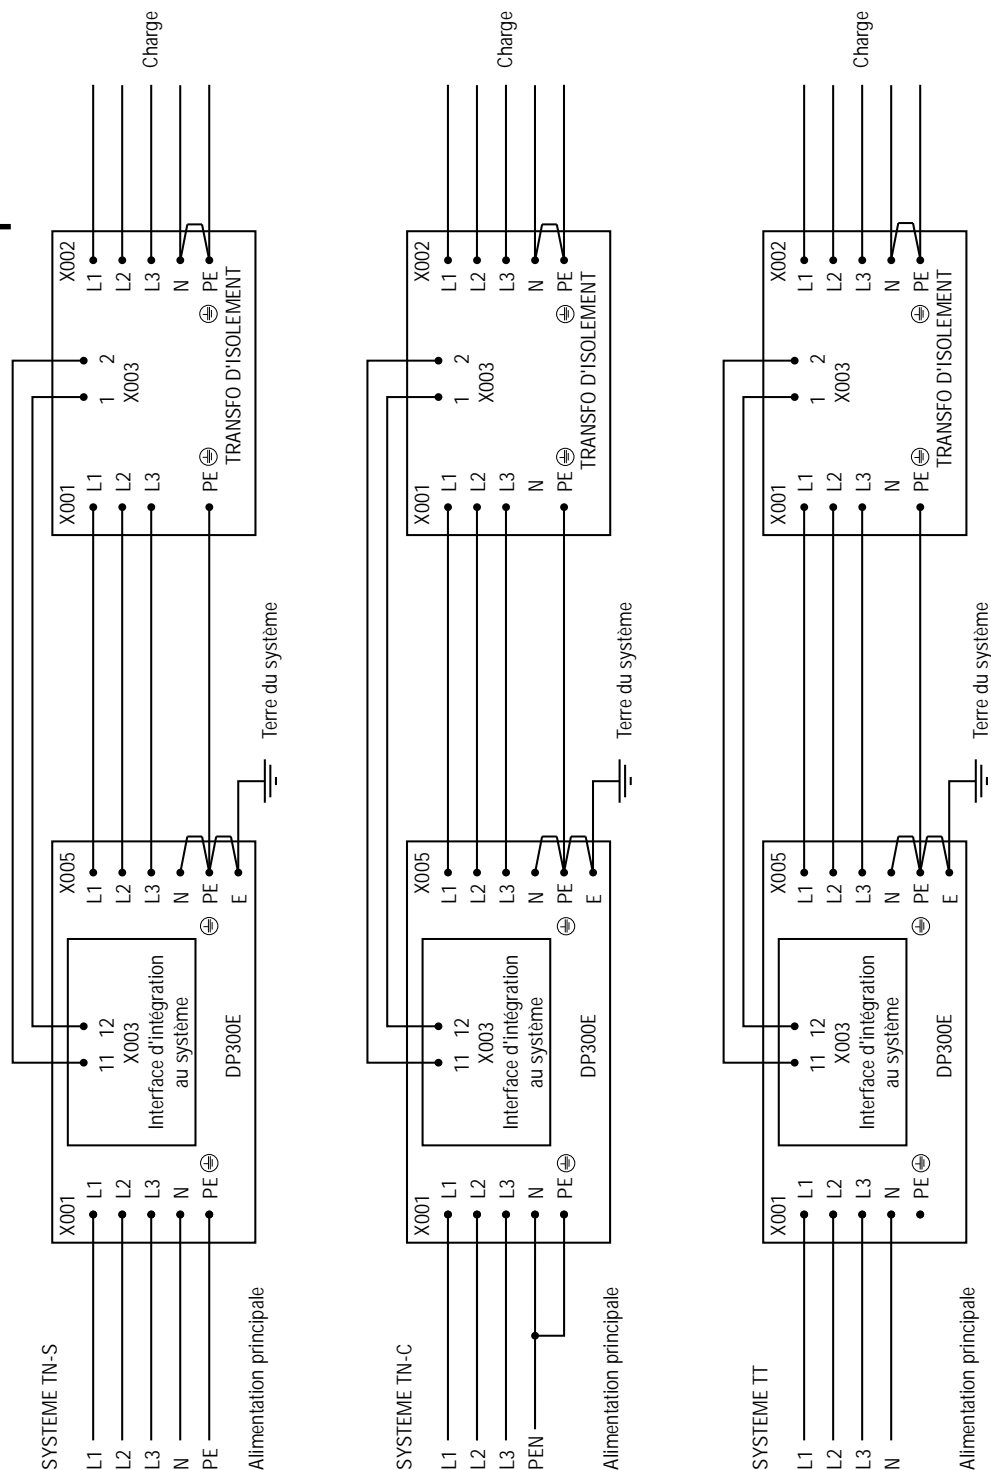 SYSTEME TN-S
L1
L2
L3
N
PE
Alimentation principale
X001
L1
L2
L3
N
PE
11 12
X003
Interface d'intégration
au système
DP300E
X005
L1
L2
L3
N
PE
E
Terre du système
X001
L1
L2
L3
PE
1 2
X003
TRANSFO D'ISOLEMENT
X002
L1
L2
L3
N
PE
Charge
SYSTEME TN-C
L1
L2
L3
PEN
Alimentation principale
X001
L1
L2
L3
N
PE
11 12
X003
Interface d'intégration
au système
DP300E
X005
L1
L2
L3
N
PE
E
Terre du système
X001
L1
L2
L3
N
PE
1 2
X003
TRANSFO D'ISOLEMENT
X002
L1
L2
L3
N
PE
Charge
SYSTEME TT
L1
L2
L3
N
Alimentation principale
X001
L1
L2
L3
N
PE
11 12
X003
Interface d'intégration
au système
DP300E
X005
L1
L2
L3
N
PE
E
Terre du système
X001
L1
L2
L3
N
PE
1 2
X003
TRANSFO D'ISOLEMENT
X002
L1
L2
L3
N
PE
Charge